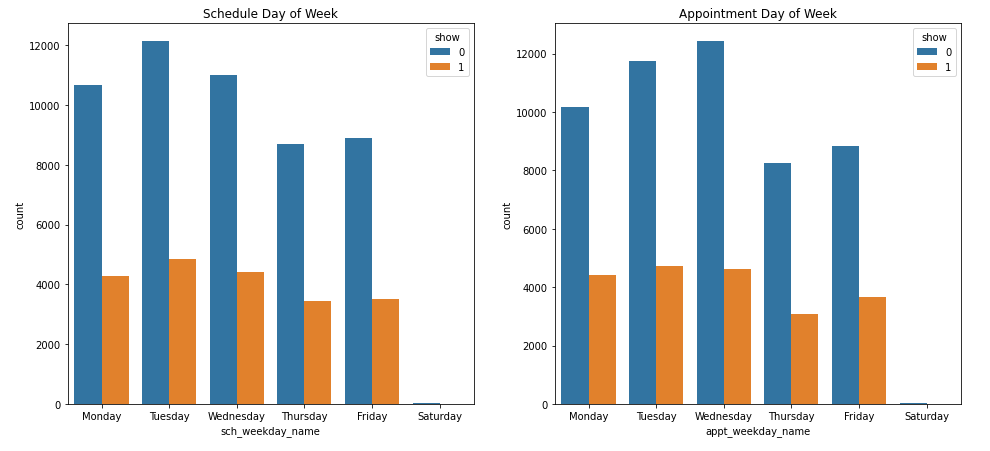 Schedule Day of Week
show
0
1
12000
10000
8000
6000
4000
2000
0
count
Monday Tuesday Wednesday Thursday Friday Saturday
sch_weekday_name
Appointment Day of Week
show
0
1
12000
10000
8000
6000
4000
2000
0
count
Monday Tuesday Wednesday Thursday Friday Saturday
appt_weekday_name